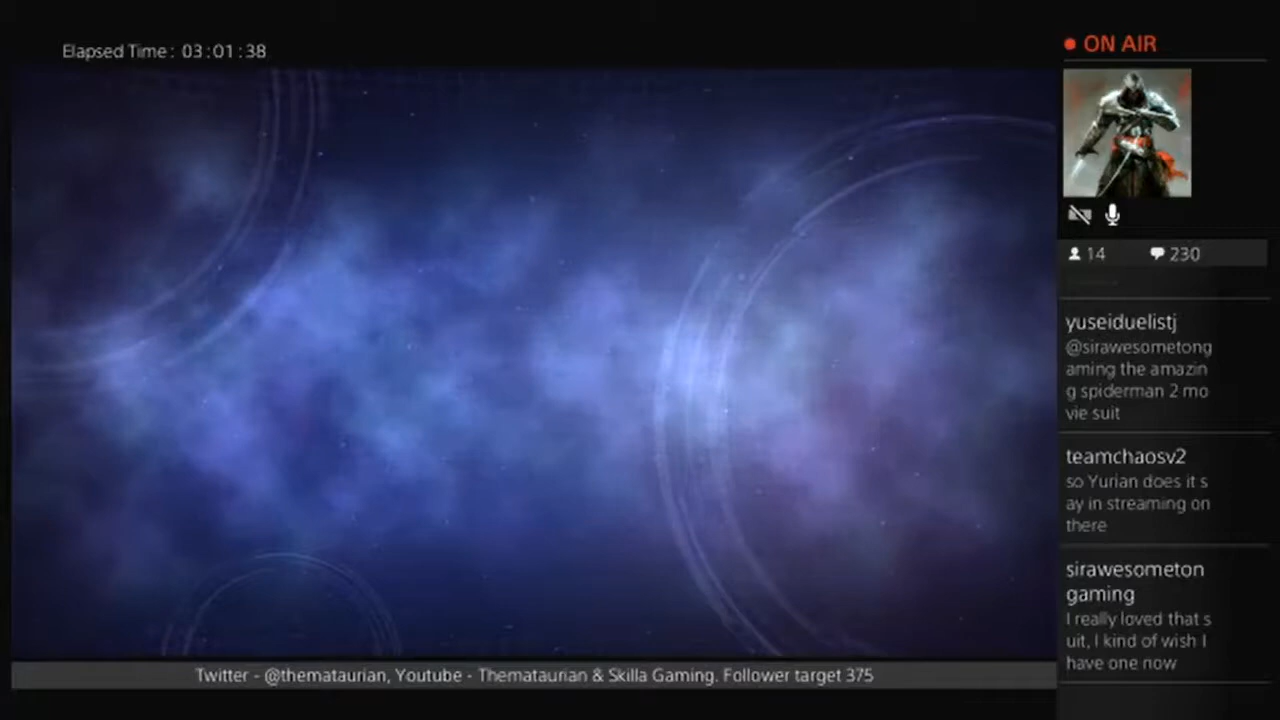 Elapsed Time: 03:01:38
ON AIR
14 230
yuseiduelistj
@sirawesometong
aming the amazin
g spiderman 2 mo
vie suit
teamchaosv2
so Yurian does it s
ay in streaming on
there
sirawesometon
gaming
I really loved that s
uit, I kind of wish I
have one now
Twitter - @themataurian, Youtube - Themataurian & Skilla Gaming. Follower target 375